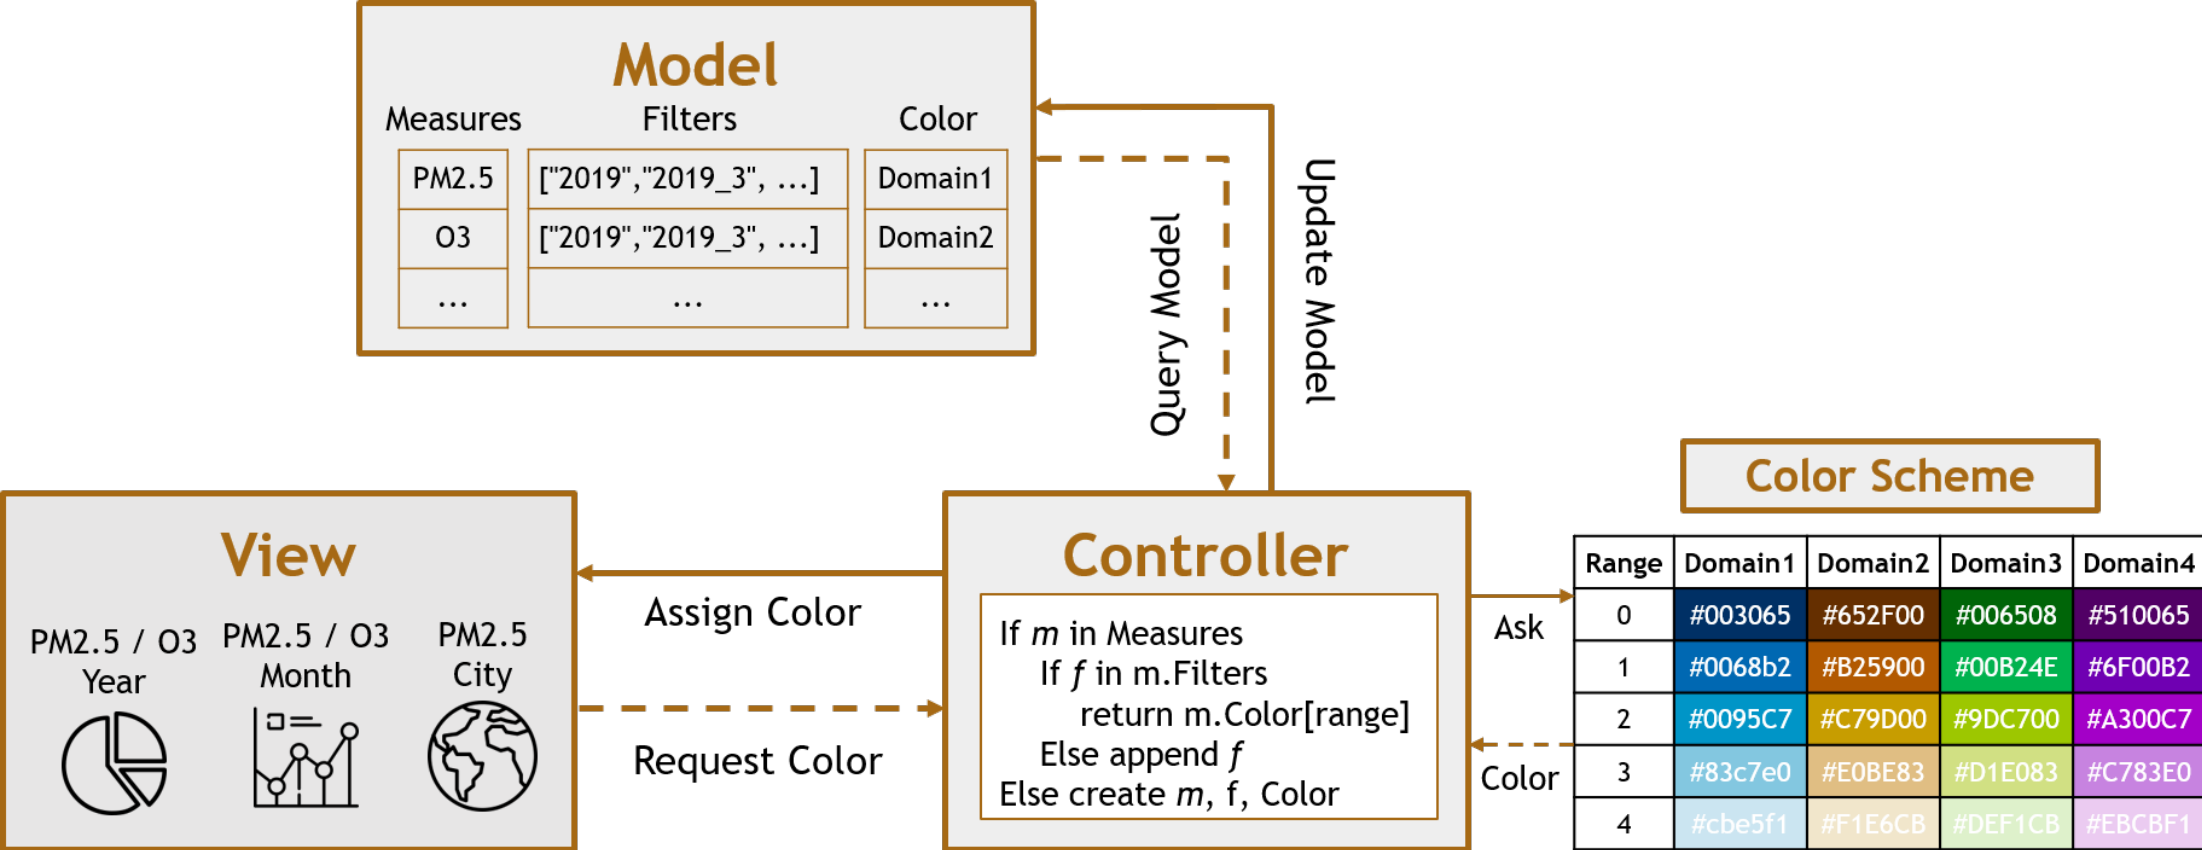 Model
Measures Filters Color
PM2.5 ["2019","2019_3", ...] Domain1
O3 ["2019","2019_3", ...] Domain2
... ... ...
Query Model
Update Model
View
PM2.5 / O3
Year
PM2.5 / O3
Month
PM2.5
City
Assign Color
Request Color
Controller
If m in Measures
If f in m.Filters
return m.Color[range]
Else append f
Else create m, f, Color
Ask
Color
Color Scheme
Range Domain1 Domain2 Domain3 Domain4
0 #003065 #652F00 #006508 #510065
1 #0068b2 #B25900 #00B24E #6F00B2
2 #0095C7 #C79D00 #9DC700 #A300C7
3 #83c7e0 #E0BE83 #D1E083 #C783E0
4 #cbe5f1 #F1E6CB #DEF1CB #EBCBF1